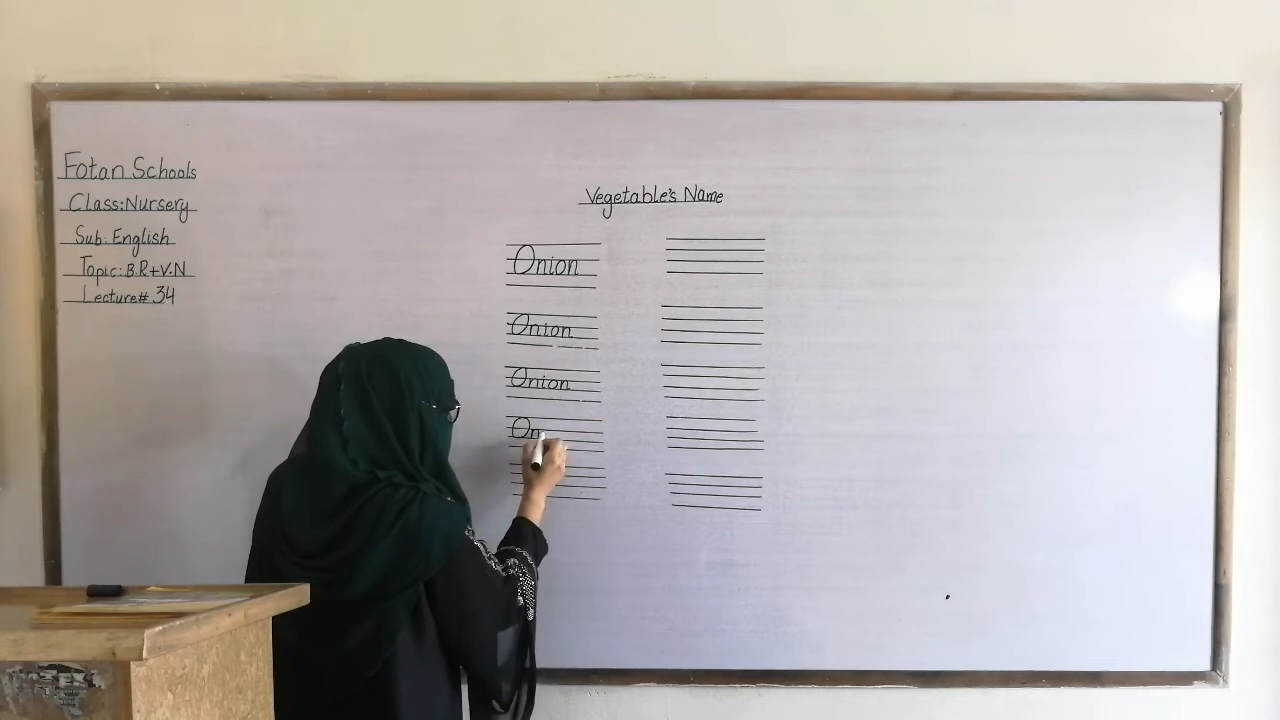 Fotan Schools
Class:Nursery
Sub: English
Topic:B.R+V.N
Lecture# 34
Vegetable's Name
Onion
Onion
Onion
On